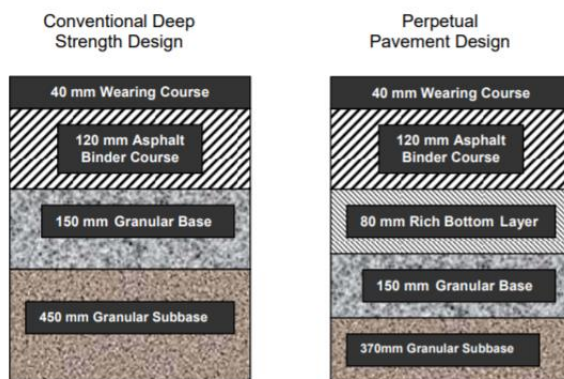 Conventional Deep
Strength Design
40 mm Wearing Course
120 mm Asphalt
Binder Course
150 mm Granular Base
450 mm Granular Subbase
Perpetual
Pavement Design
40 mm Wearing Course
120 mm Asphalt
Binder Course
80 mm Rich Bottom Layer
150 mm Granular Base
370mm Granular Subbase